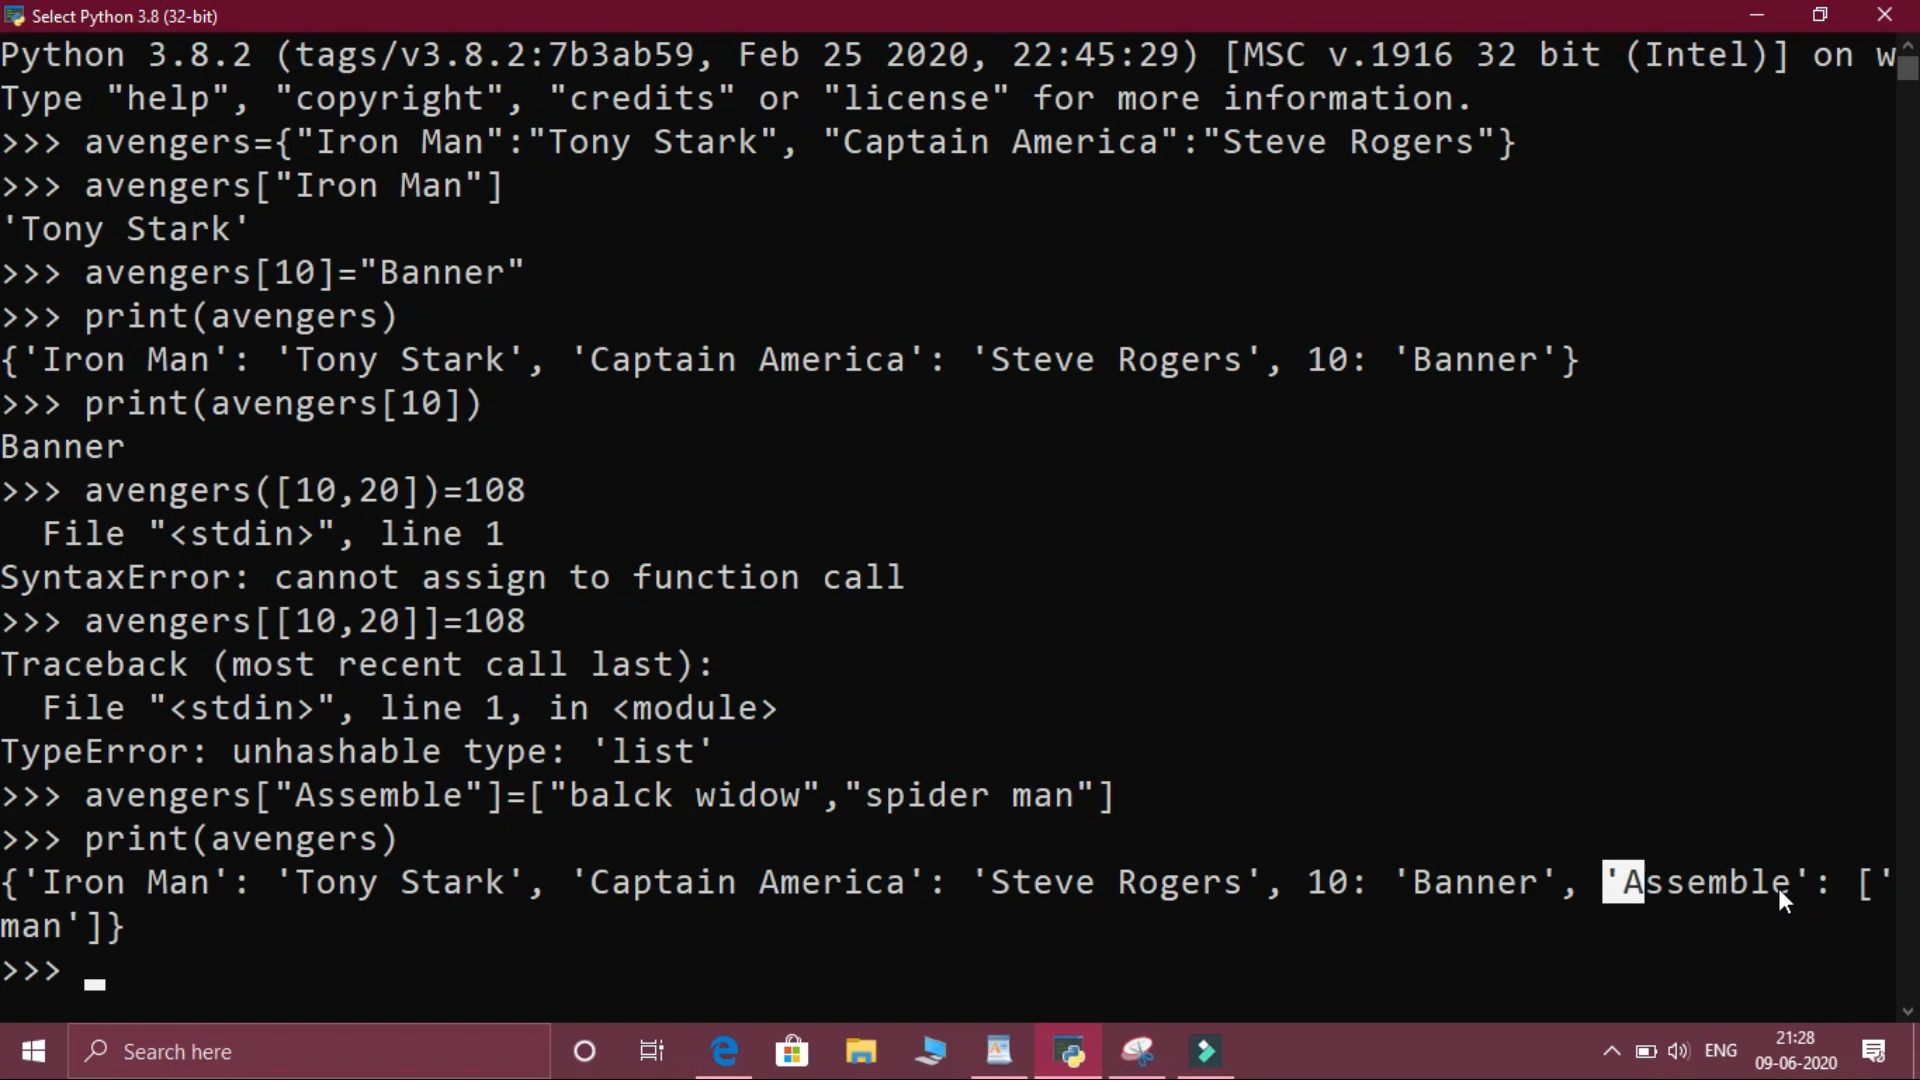 Select Python 3.8 (32-bit)
Python 3.8.2 (tags/v3.8.2:7b3ab59, Feb 25 2020, 22:45:29) [MSC v.1916 32 bit (Intel)] on w
Type "help", "copyright", "credits" or "license" for more information.
>>> avengers={"Iron Man":"Tony Stark", "Captain America":"Steve Rogers"}
>>> avengers["Iron Man"]
'Tony Stark'
>>> avengers[10]="Banner"
>>> print(avengers)
{'Iron Man': 'Tony Stark', 'Captain America': 'Steve Rogers', 10: 'Banner'}
>>> print(avengers[10])
Banner
>>> avengers([10,20])=108
  File "<stdin>", line 1
SyntaxError: cannot assign to function call
>>> avengers[[10,20]]=108
Traceback (most recent call last):
  File "<stdin>", line 1, in <module>
TypeError: unhashable type: 'list'
>>> avengers["Assemble"]=["balck widow","spider man"]
>>> print(avengers)
{'Iron Man': 'Tony Stark', 'Captain America': 'Steve Rogers', 10: 'Banner', 'Assemble': ['
man']}
>>>
Search here
ENG
21:28
09-06-2020